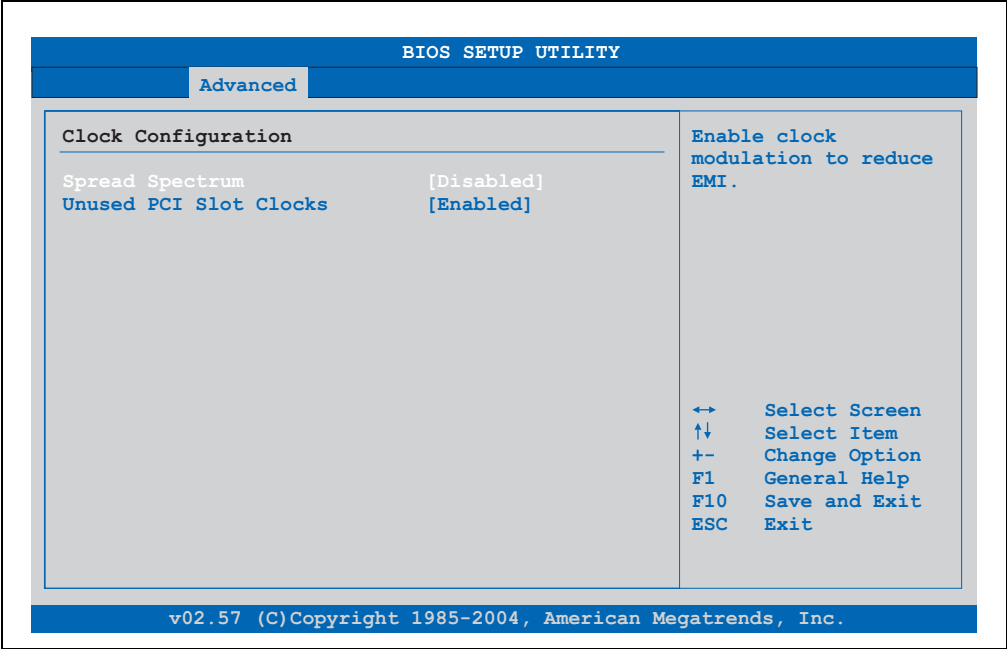 BIOS SETUP UTILITY
Advanced
Clock Configuration
Spread Spectrum [Disabled]
Unused PCI Slot Clocks [Enabled]
Enable clock
modulation to reduce
EMI.
↔ Select Screen
↑↓ Select Item
+- Change Option
F1 General Help
F10 Save and Exit
ESC Exit
v02.57 (C)Copyright 1985-2004, American Megatrends, Inc.